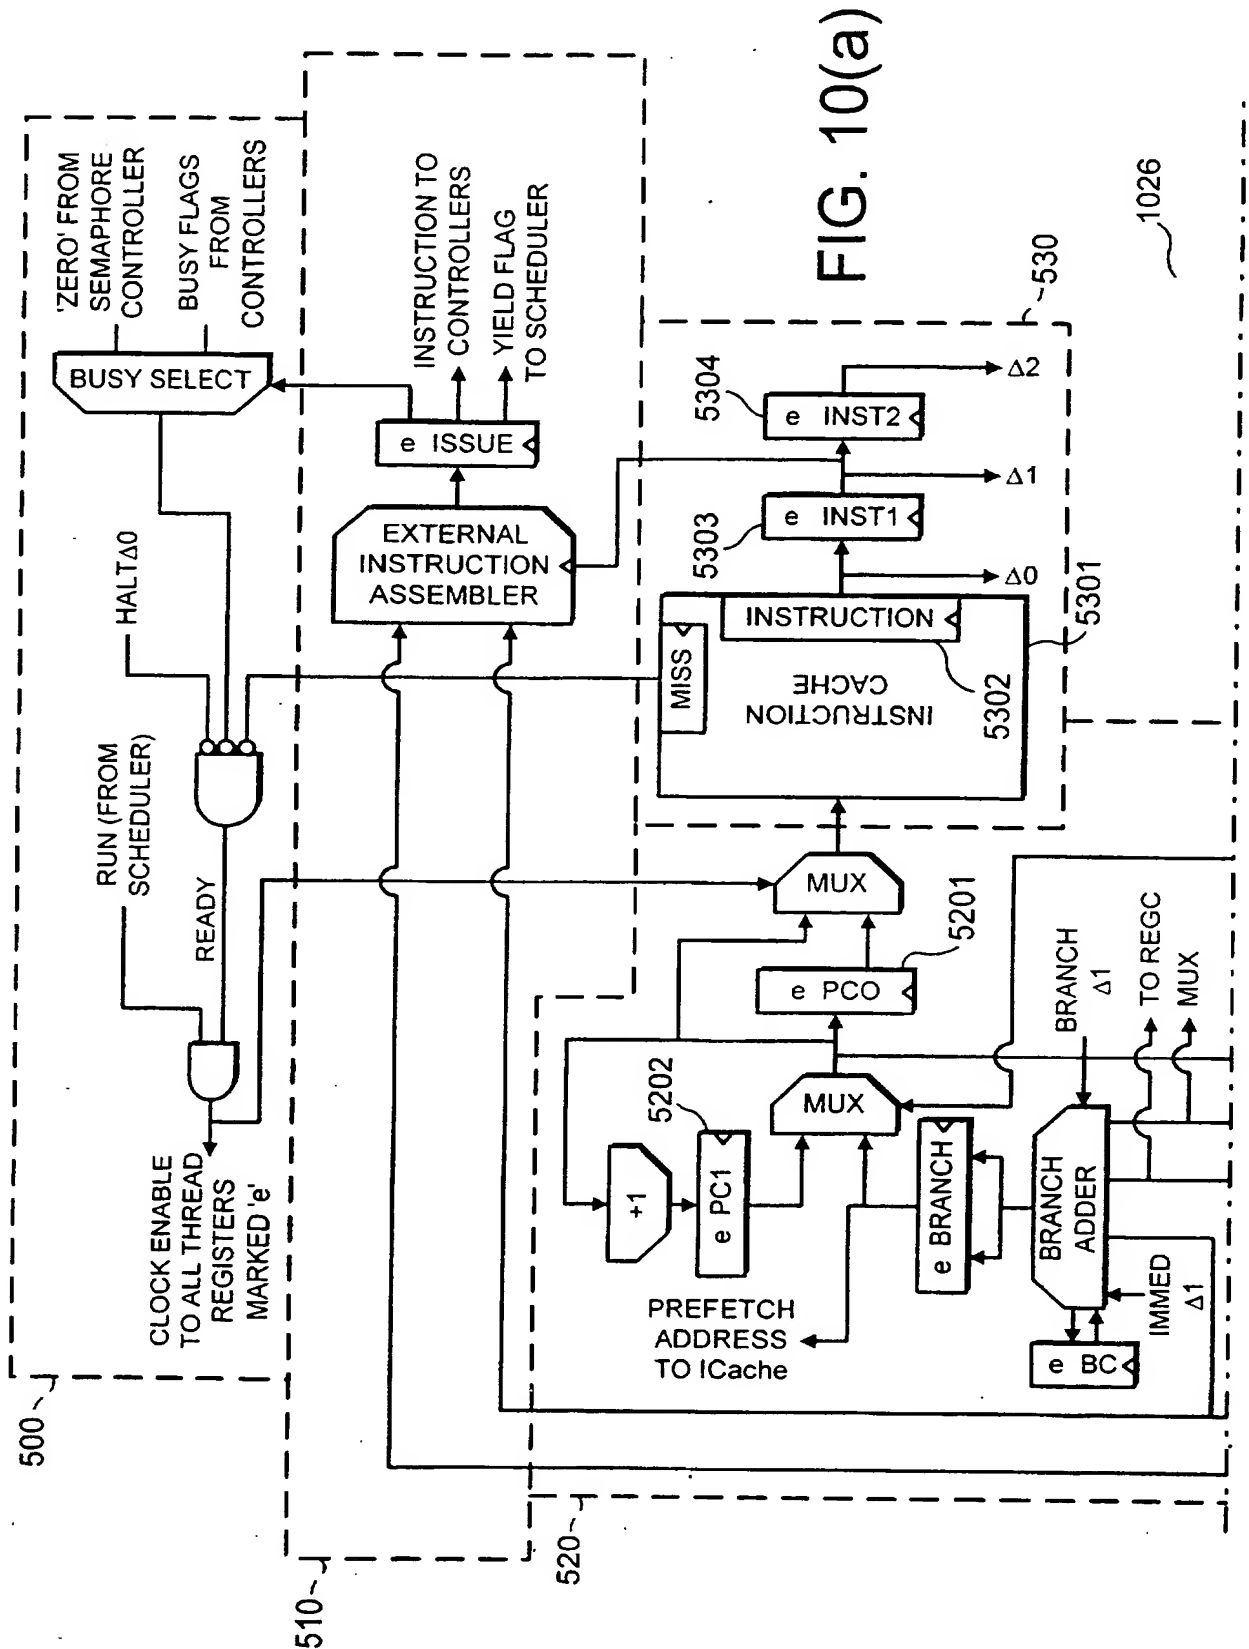 500
CLOCK ENABLE
TO ALL THREAD
REGISTERS
MARKED 'e'
RUN (FROM
SCHEDULER)
READY
HALTΔ0
BUSY SELECT
'ZERO' FROM
SEMAPHORE
CONTROLLER
BUSY FLAGS
FROM
CONTROLLERS
510
EXTERNAL
INSTRUCTION
ASSEMBLER
e ISSUE
INSTRUCTION TO
CONTROLLERS
YIELD FLAG
TO SCHEDULER
520
+1
e PC1
5202
MUX
e PCO
5201
MUX
PREFETCH
ADDRESS
TO ICache
e BRANCH
BRANCH
ADDER
e BC
IMMED
Δ1
BRANCH
Δ1
TO REGC
MUX
MISS
INSTRUCTION
CACHE
INSTRUCTION
5302
5301
5303
e INST1
5304
e INST2
Δ0
Δ1
Δ2
530
1026
FIG. 10(a)